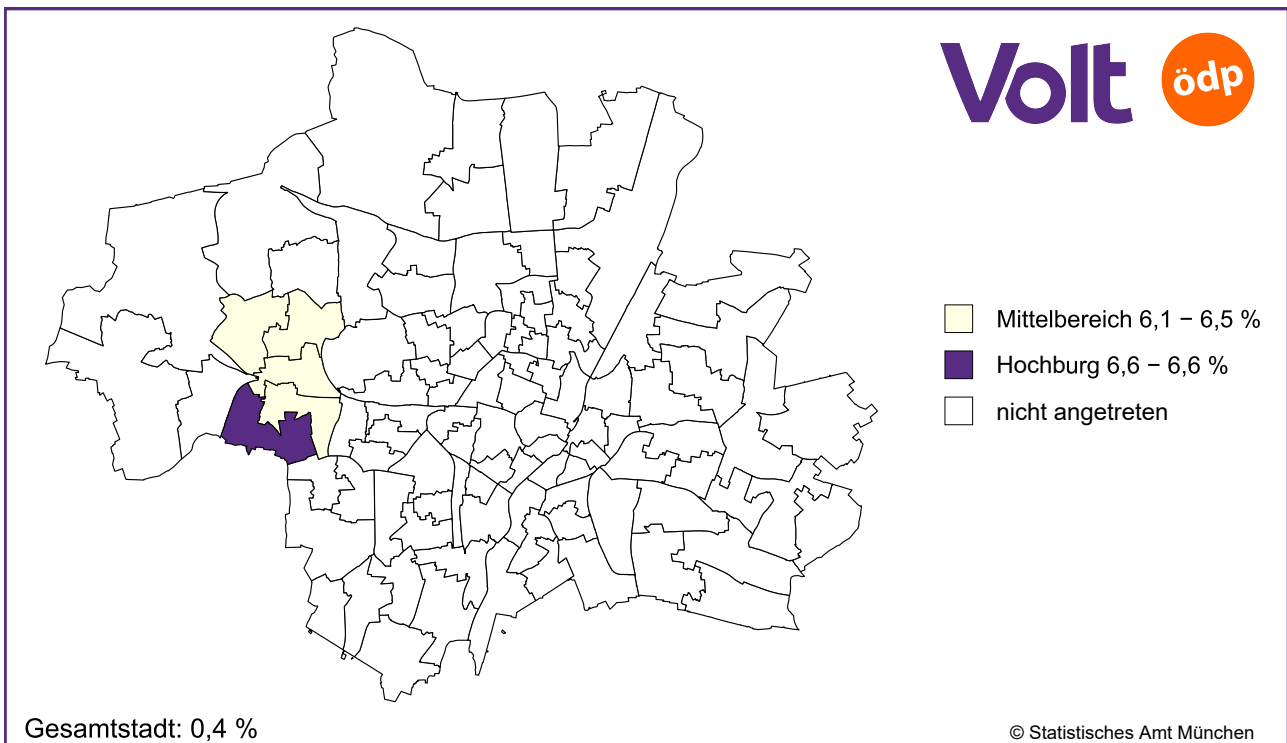 Volt
ödp
Mittelbereich 6,1 – 6,5 %
Hochburg 6,6 – 6,6 %
nicht angetreten
Gesamtstadt: 0,4 %
© Statistisches Amt München